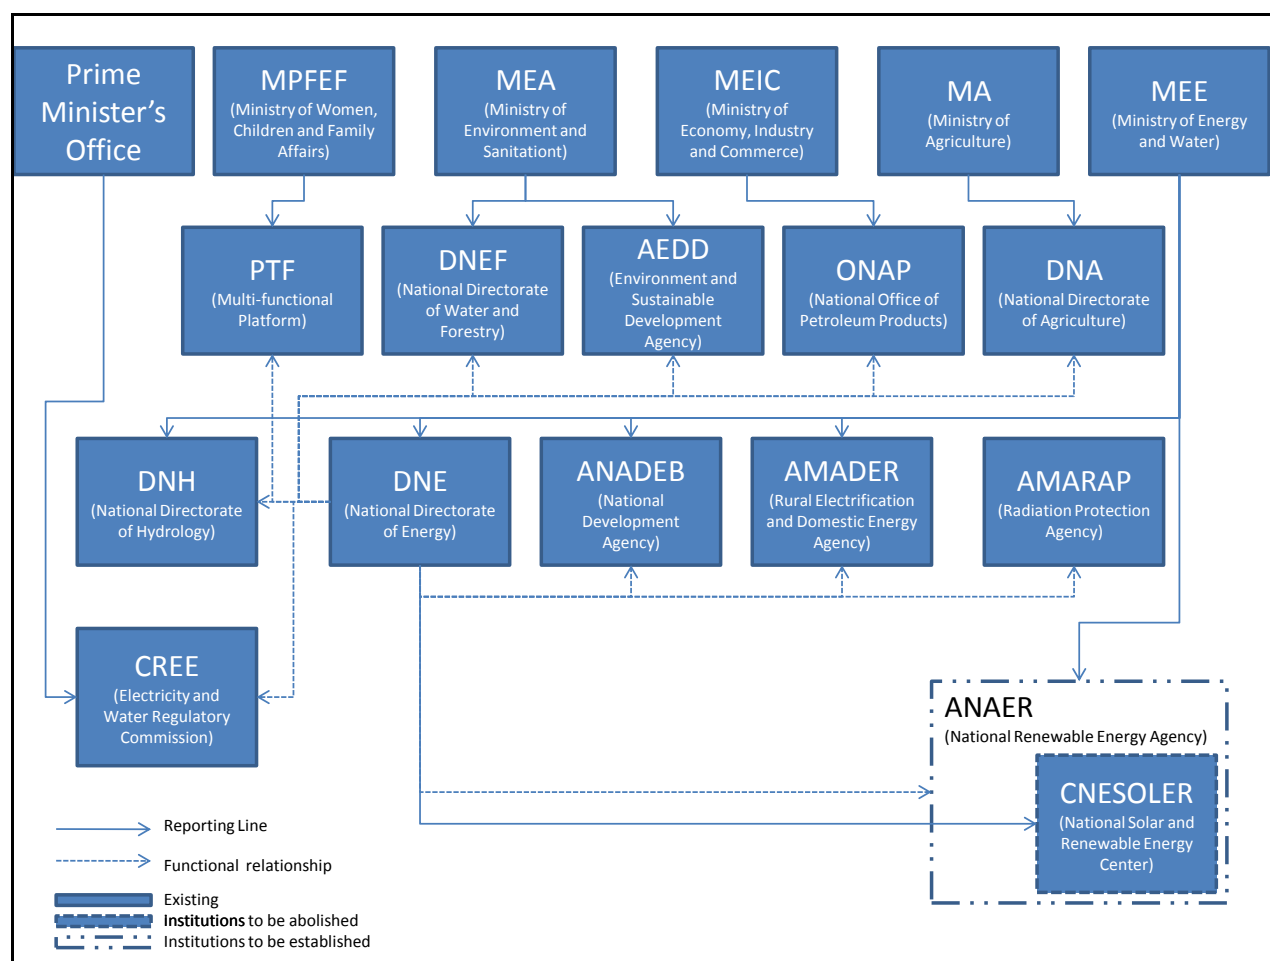 Prime
Minister's
Office
MPFEF
(Ministry of Women,
Children and Family
Affairs)
MEA
(Ministry of
Environment and
Sanitationt)
MEIC
(Ministry of
Economy, Industry
and Commerce)
MA
(Ministry of
Agriculture)
MEE
(Ministry of Energy
and Water)
PTF
(Multi-functional
Platform)
DNEF
(National Directorate
of Water and
Forestry)
AEDD
(Environment and
Sustainable
Development
Agency)
ONAP
(National Office of
Petroleum Products)
DNA
(National Directorate
of Agriculture)
DNH
(National Directorate
of Hydrology)
DNE
(National Directorate
of Energy)
ANADEB
(National
Development
Agency)
AMADER
(Rural Electrification
and Domestic Energy
Agency)
AMARAP
(Radiation Protection
Agency)
CREE
(Electricity and
Water Regulatory
Commission)
ANAER
(National Renewable Energy Agency)
CNESOLER
(National Solar and
Renewable Energy
Center)
Reporting Line
Functional relationship
Existing
Institutions to be abolished
Institutions to be established